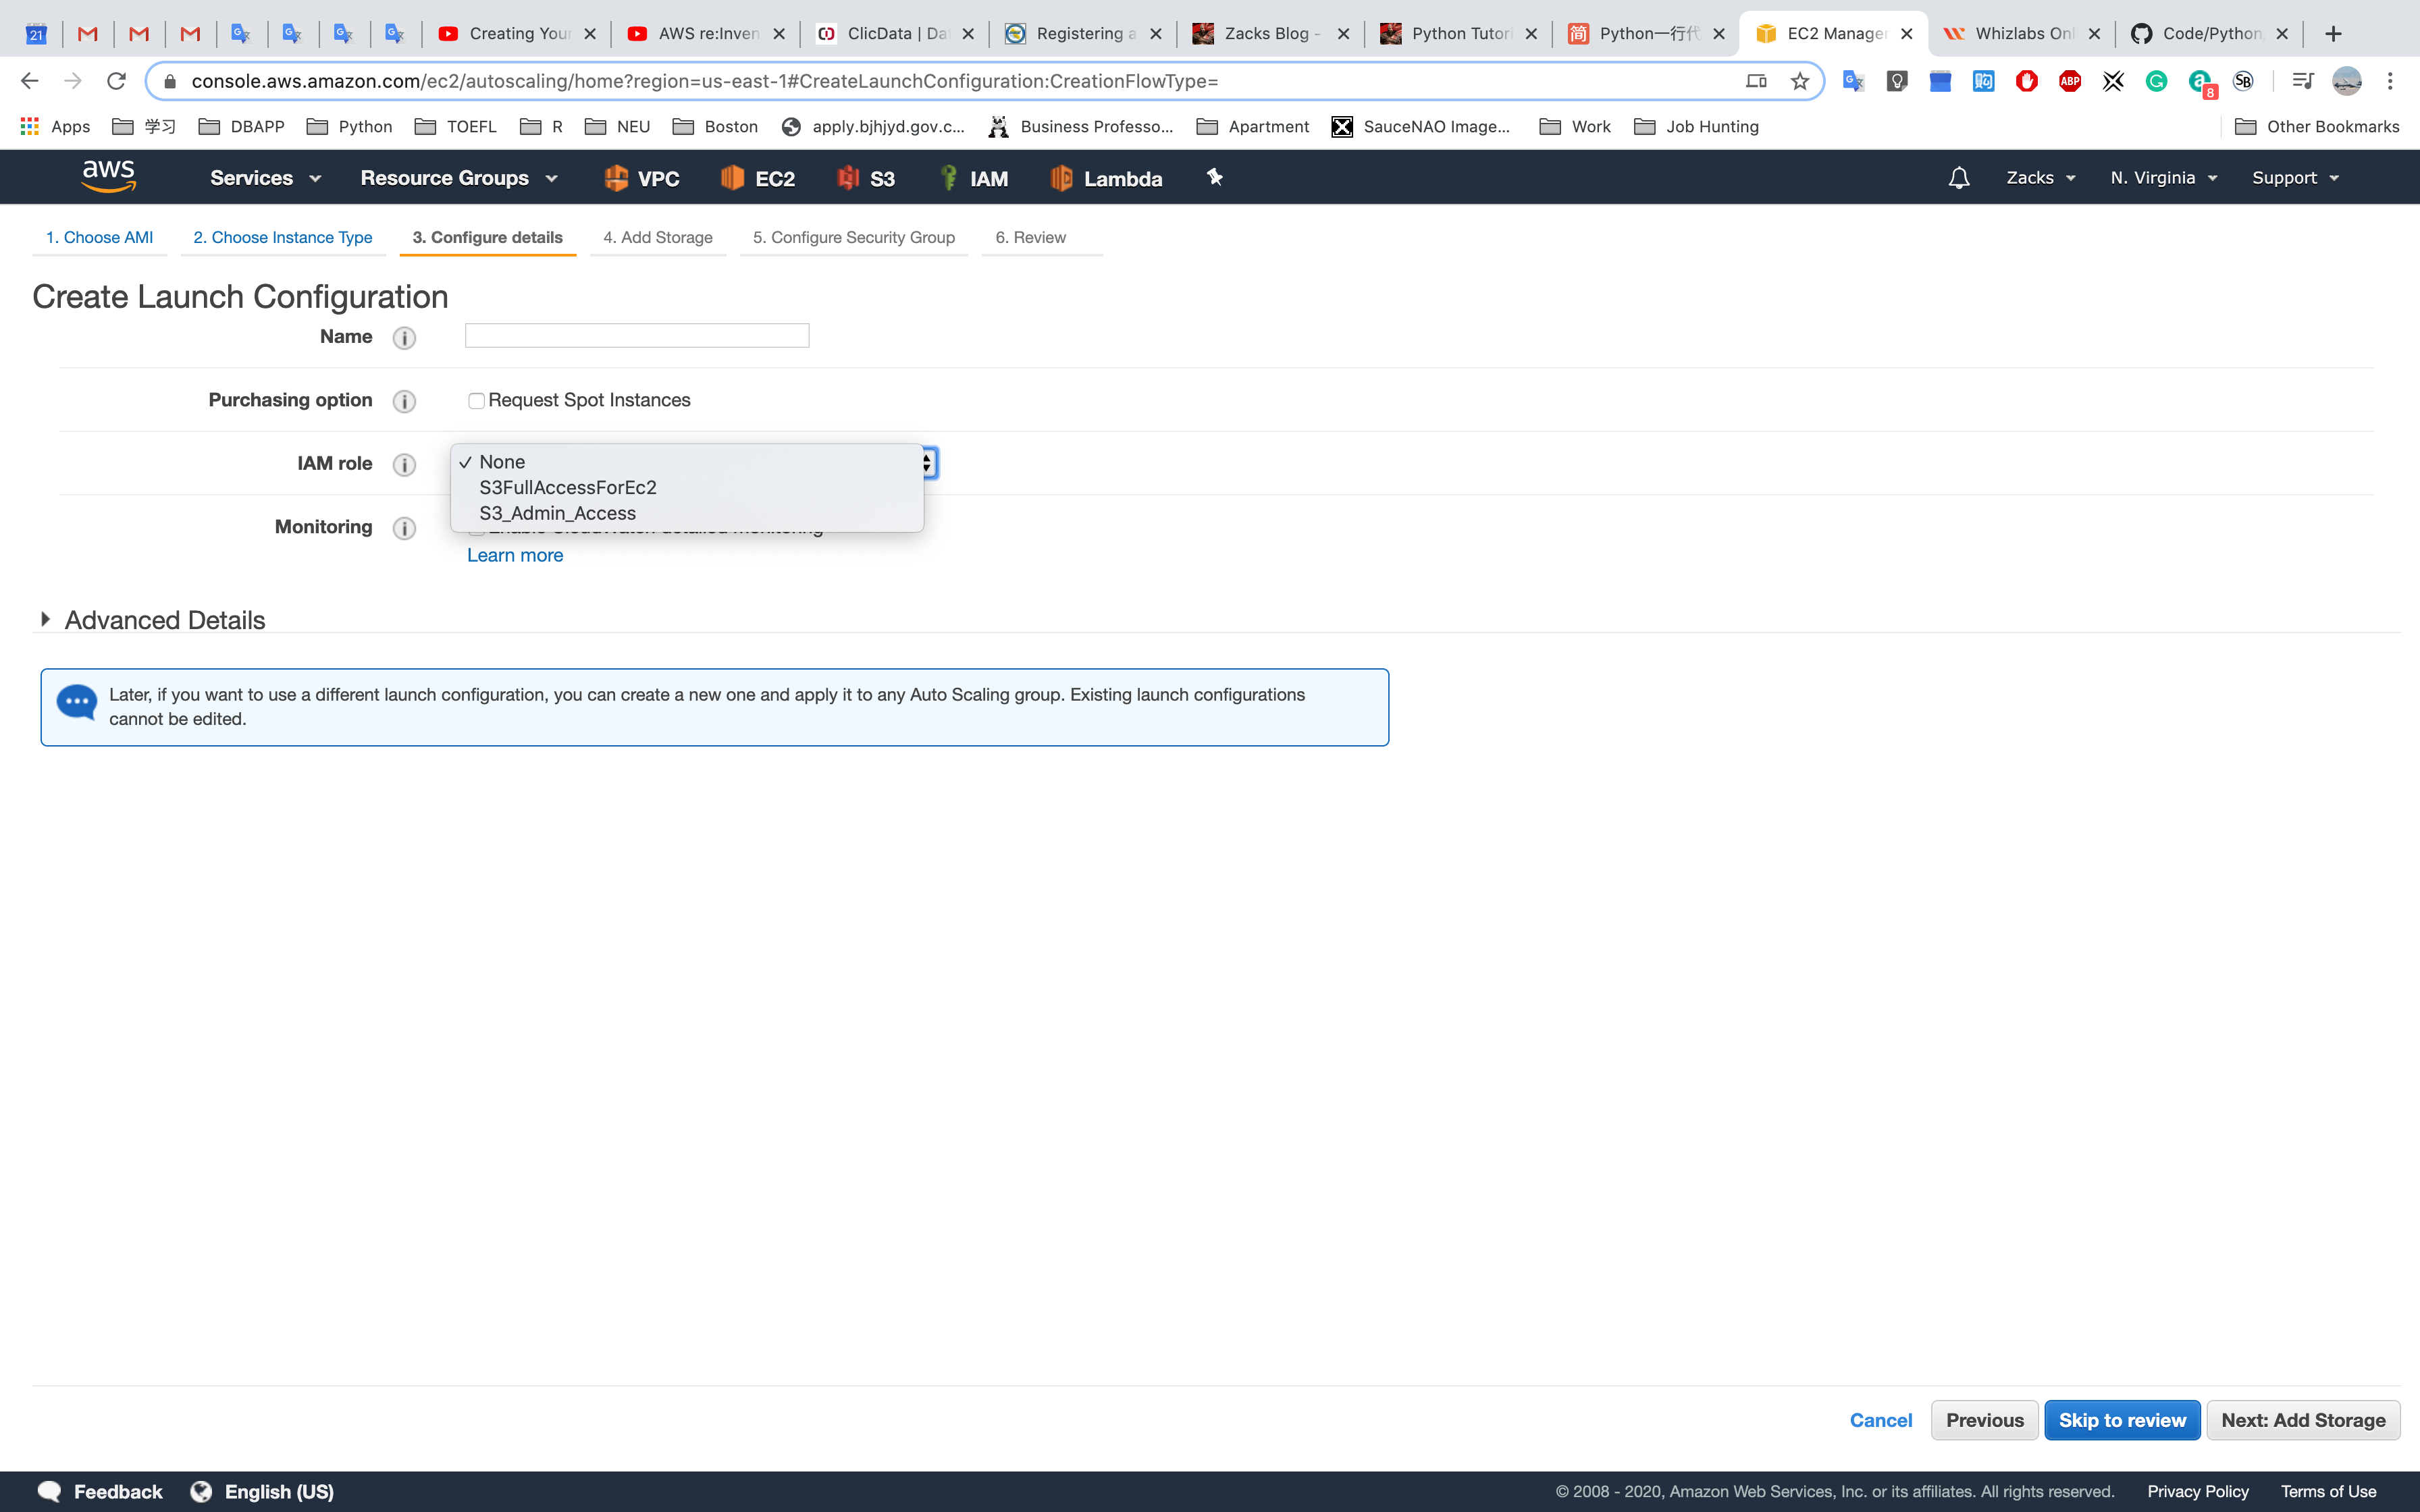 21
Creating Your
AWS re:Inven
ClicData | Da
Registering a
Zacks Blog -
Python Tutori
Python一行代
EC2 Manager
Whizlabs Onl
Code/Python
console.aws.amazon.com/ec2/autoscaling/home?region=us-east-1#CreateLaunchConfiguration:CreationFlowType=
ABP
8
SB
Apps
学习
DBAPP
Python
TOEFL
R
NEU
Boston
apply.bjhjyd.gov.c...
Business Professo...
Apartment
SauceNAO Image...
Work
Job Hunting
Other Bookmarks
aws
Services
Resource Groups
VPC
EC2
S3
IAM
Lambda
Zacks
N. Virginia
Support
1. Choose AMI
2. Choose Instance Type
3. Configure details
4. Add Storage
5. Configure Security Group
6. Review
Create Launch Configuration
Name
Purchasing option
Request Spot Instances
IAM role
✓ None
S3FullAccessForEc2
S3_Admin_Access
Monitoring
Enable CloudWatch detailed monitoring
Learn more
Advanced Details
Later, if you want to use a different launch configuration, you can create a new one and apply it to any Auto Scaling group. Existing launch configurations
cannot be edited.
Cancel
Previous
Skip to review
Next: Add Storage
Feedback
English (US)
© 2008 - 2020, Amazon Web Services, Inc. or its affiliates. All rights reserved.
Privacy Policy
Terms of Use